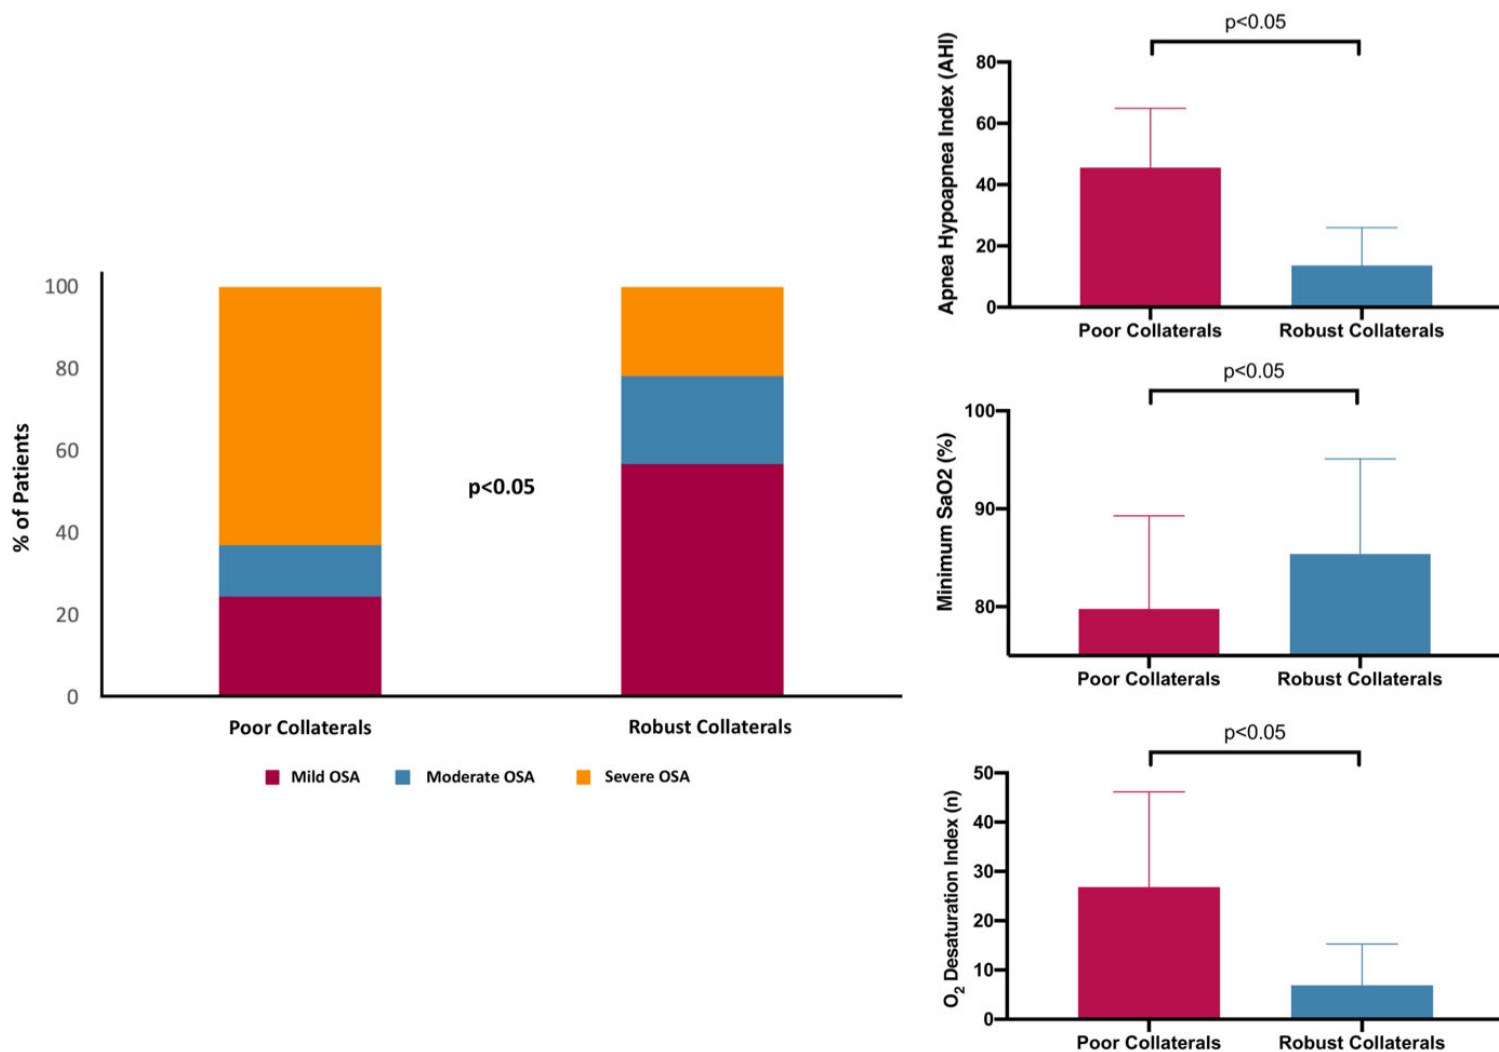 % of Patients
100
80
60
40
20
0
p<0.05
Poor Collaterals
Robust Collaterals
Mild OSA
Moderate OSA
Severe OSA
p<0.05
Apnea Hypoapnea Index (AHI)
80
60
40
20
0
Poor Collaterals
Robust Collaterals
p<0.05
Minimum SaO2 (%)
100
90
80
Poor Collaterals
Robust Collaterals
p<0.05
O₂ Desaturation Index (n)
50
40
30
20
10
0
Poor Collaterals
Robust Collaterals